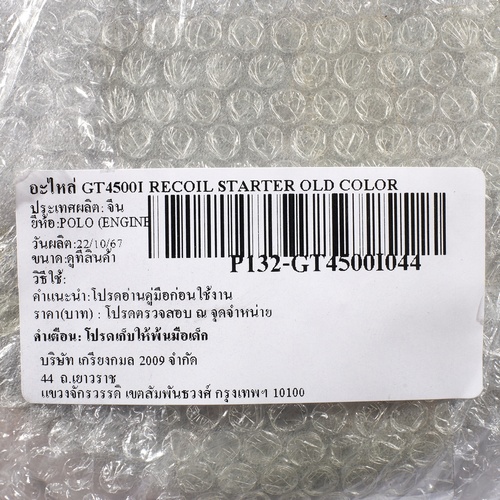 อะไหล่ GT4500I RECOIL STARTER OLD COLOR
ประเทศผลิต: จีน
ยี่ห้อ:POLO (ENGINE
วันผลิต:22/10/67
ขนาด:ดูที่สินค้า
P132-GT4500I044
วิธีใช้:
คำแนะนำ:โปรดอ่านคู่มือก่อนใช้งาน
ราคา(บาท) : โปรดตรวจสอบ ณ จุดจำหน่าย
คำเตือน: โปรดเก็บให้พ้นมือเด็ก
บริษัท เกรียงกมล 2009 จำกัด
44 ถ.เยาวราช
แขวงจักรวรรดิ เขตสัมพันธวงศ์ กรุงเทพฯ 10100